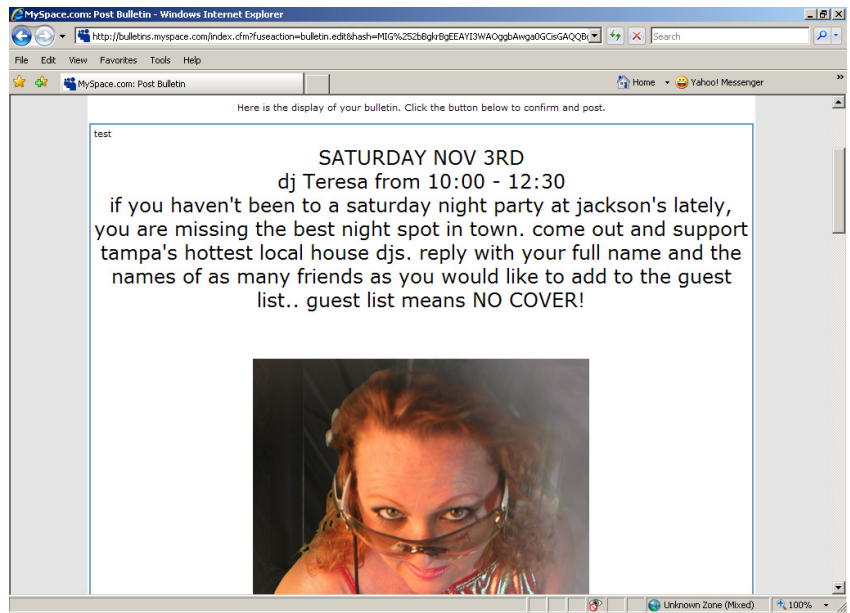 MySpace.com: Post Bulletin - Windows Internet Explorer
http://bulletins.myspace.com/index.cfm?fuseaction=bulletin.edit&hash=MIG%252bBgkrBgEEAYI3WAOggbAwga0GCisGAQQB
Search
File Edit View Favorites Tools Help
MySpace.com: Post Bulletin
Home
Yahoo! Messenger
»
Here is the display of your bulletin. Click the button below to confirm and post.
test
SATURDAY NOV 3RD
dj Teresa from 10:00 - 12:30
if you haven't been to a saturday night party at jackson's lately,
you are missing the best night spot in town. come out and support
tampa's hottest local house djs. reply with your full name and the
names of as many friends as you would like to add to the guest
list.. guest list means NO COVER!
Unknown Zone (Mixed)
100%